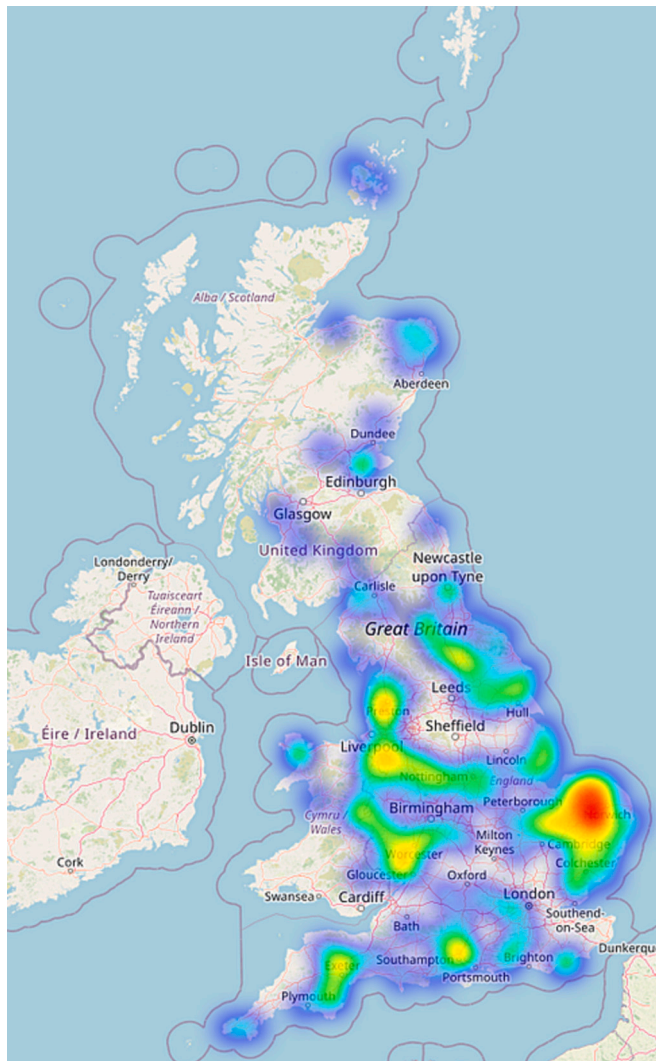 Alba / Scotland
Aberdeen
Dundee
Edinburgh
Glasgow
United Kingdom
Londonderry/
Derry
Newcastle
upon Tyne
Carlisle
Tuaisceart
Éireann /
Northern
Ireland
Great Britain
Isle of Man
Leeds
Preston
Hull
Dublin
Éire / Ireland
Sheffield
Liverpool
Lincoln
Nottingham
England
Peterborough
Norwich
Birmingham
Cymru /
Wales
Milton
Keynes
Cambridge
Worcester
Colchester
Cork
Gloucester
Oxford
Swansea
Cardiff
London
Southend-
on-Sea
Bath
Dunkerque
Southampton
Brighton
Exeter
Portsmouth
Plymouth